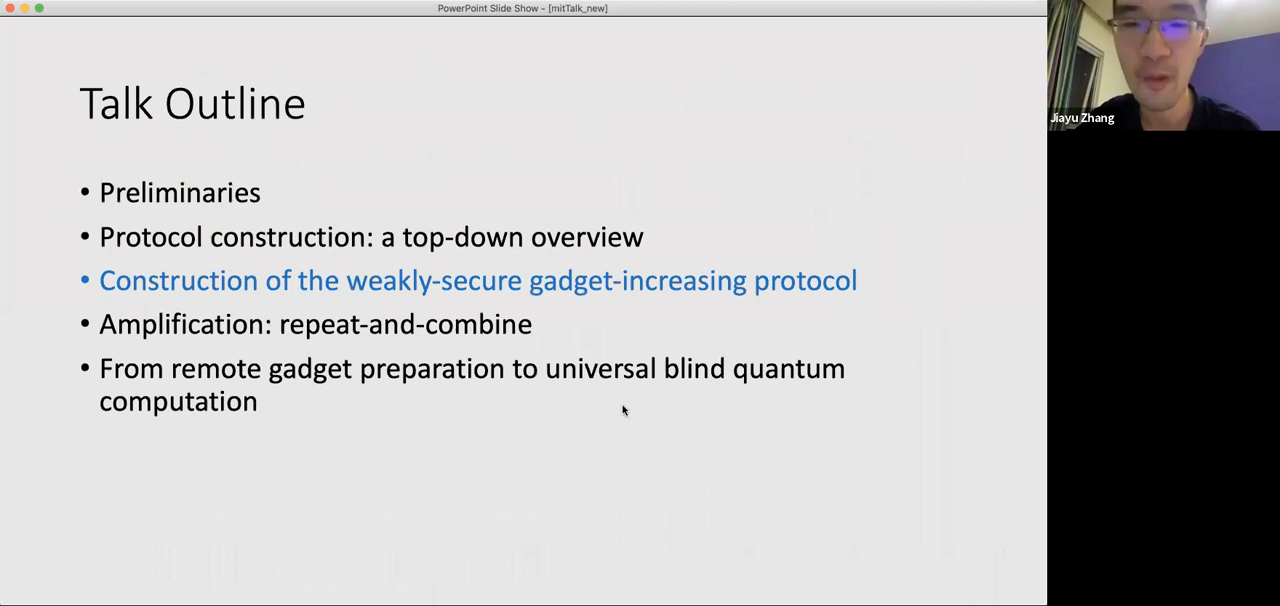 PowerPoint Slide Show - [mitTalk_new]
Talk Outline
• Preliminaries
• Protocol construction: a top-down overview
• Construction of the weakly-secure gadget-increasing protocol
• Amplification: repeat-and-combine
• From remote gadget preparation to universal blind quantum
computation
Jiayu Zhang